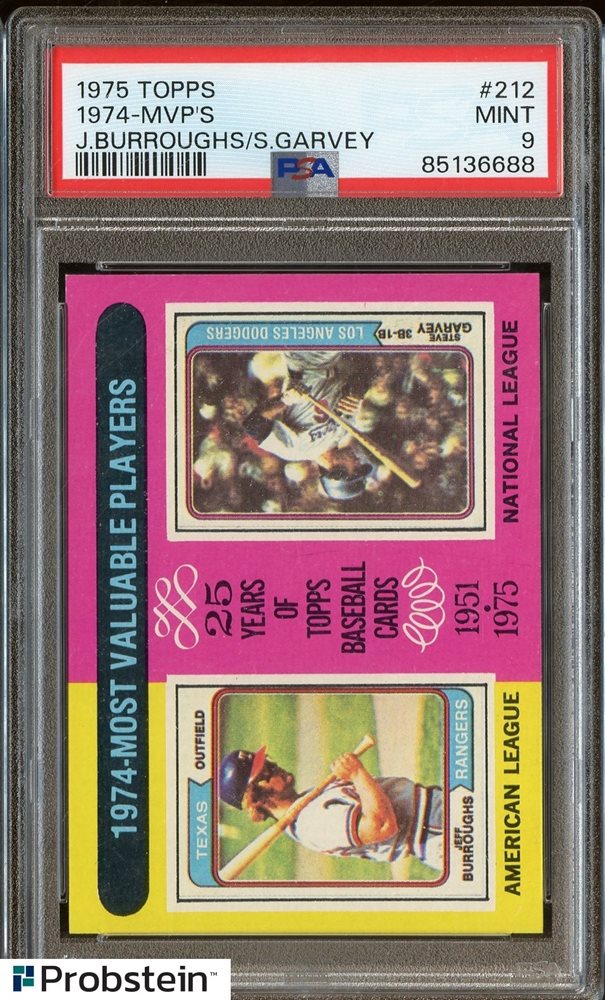 1975 TOPPS #212
1974-MVP'S MINT
J.BURROUGHS/S.GARVEY 9
PSA 85136688
1974-MOST VALUABLE PLAYERS
TEXAS OUTFIELD
JEFF
BURROUGHS RANGERS
AMERICAN LEAGUE
25
YEARS
OF
TOPPS
BASEBALL
CARDS
1951
•
1975
STEVE
GARVEY 3B-1B
LOS ANGELES DODGERS
NATIONAL LEAGUE
Probstein™